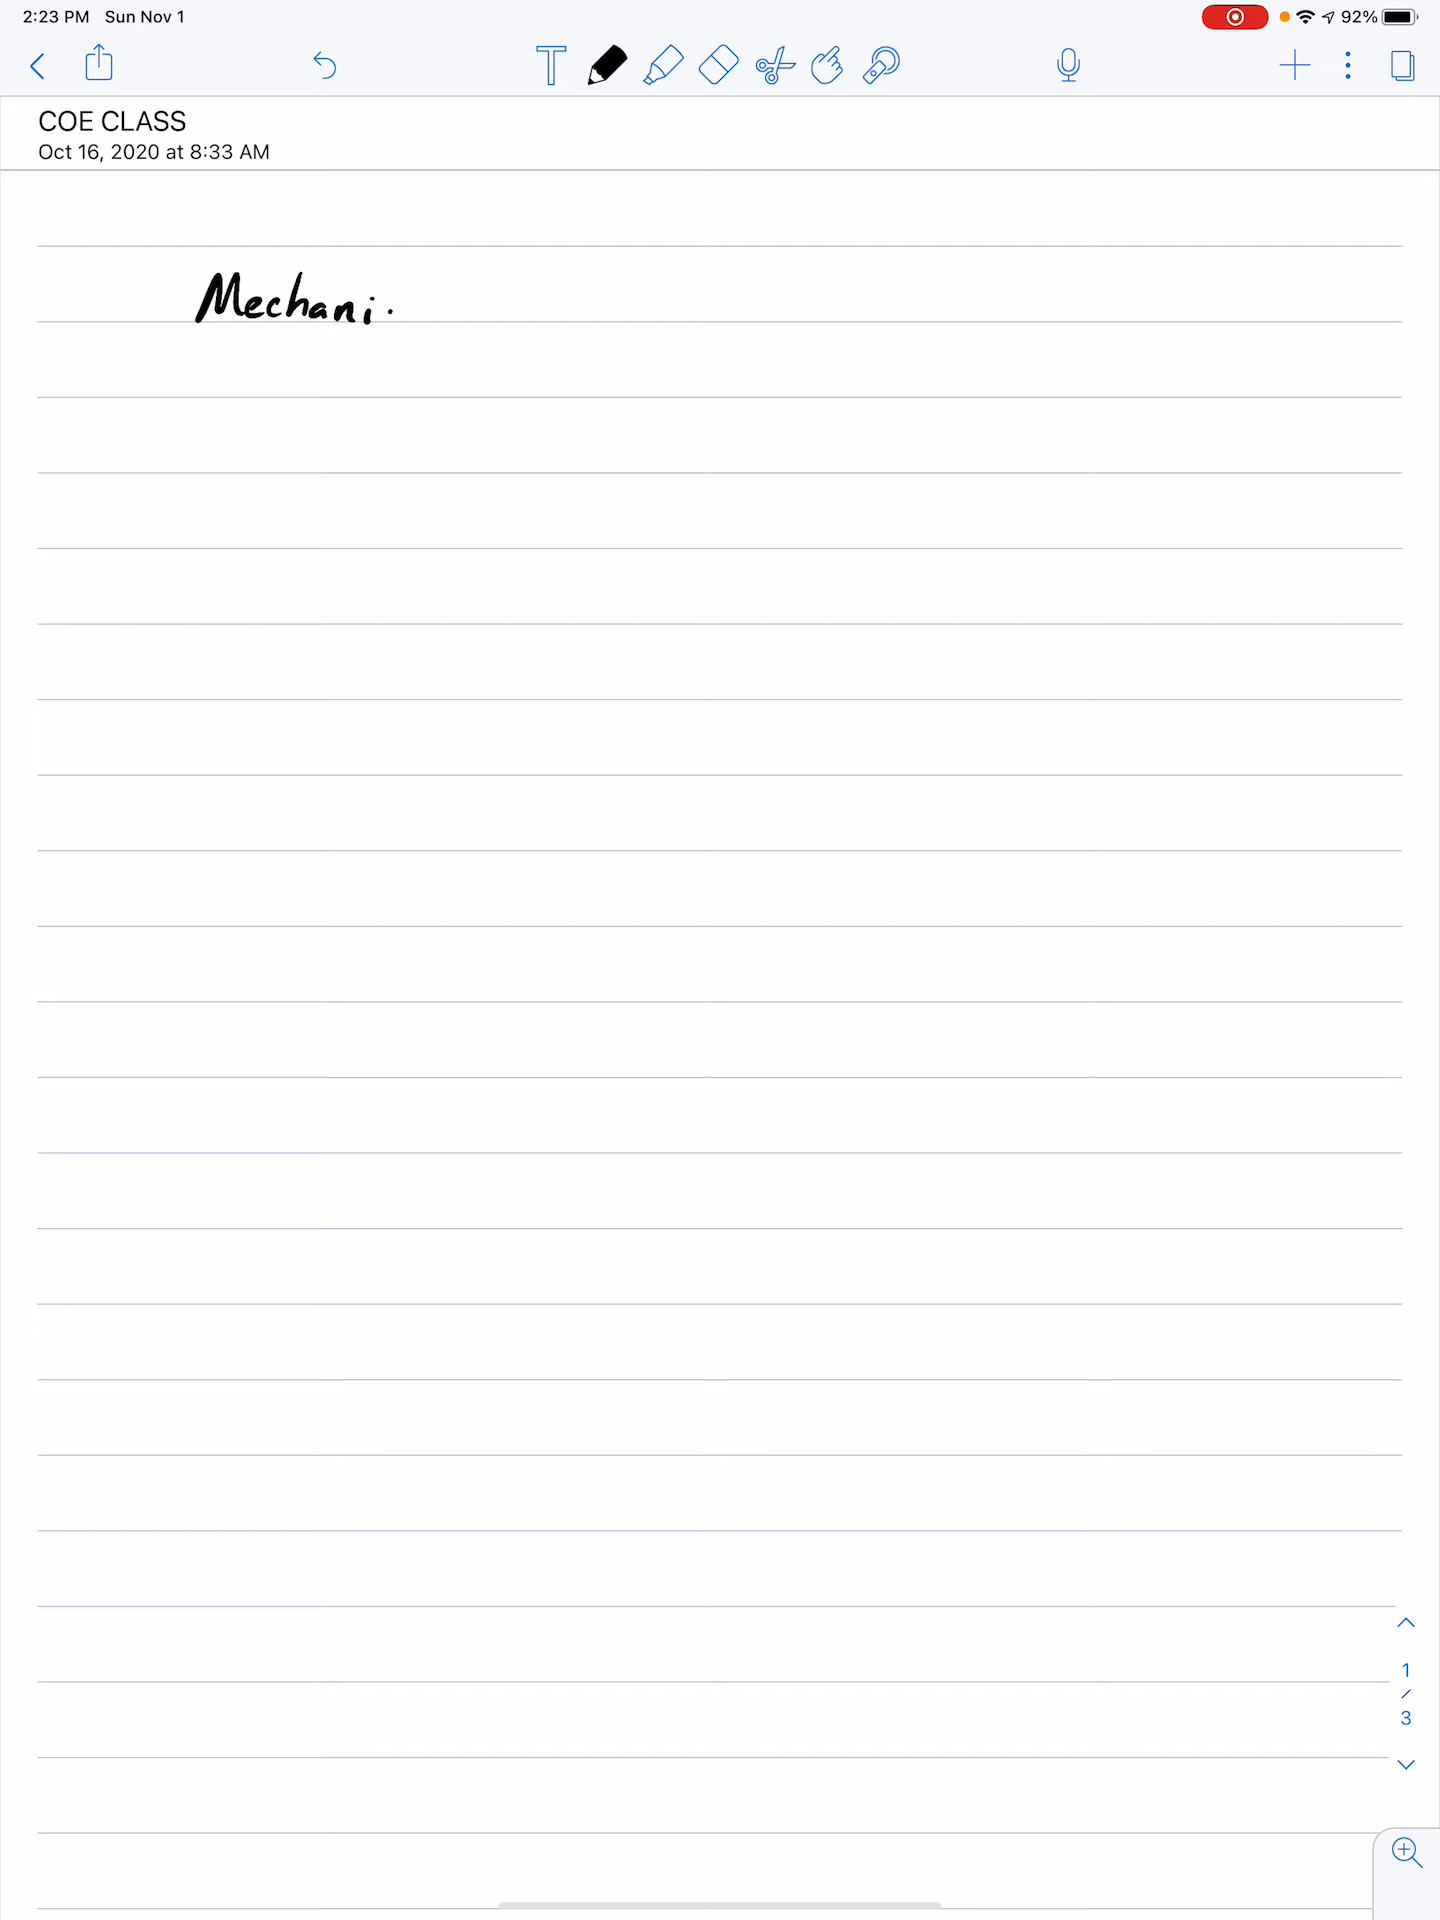 2:23 PM Sun Nov 1
92%
T
COE CLASS
Oct 16, 2020 at 8:33 AM
Mechani.
1
/
3